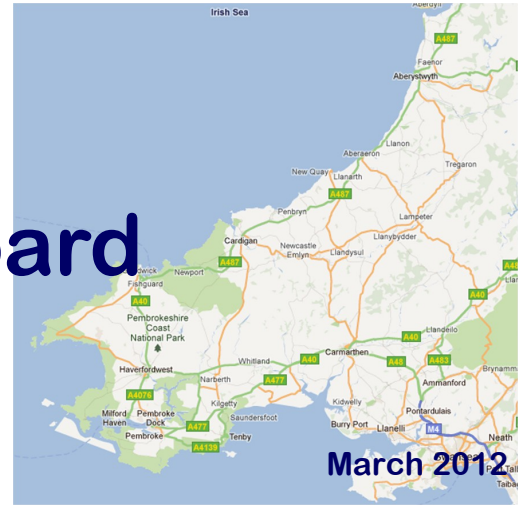 Irish Sea
Aberdyfi
A487
Faenor
Aberystwyth
A487
Llanon
Aberaeron
Tregaron
New Quay
Llanarth
A487
Penbryn
Lampeter
Cardigan
Llanybydder
Newcastle
Emlyn
Llandysul
A487
Newport
Fishguard
A40
A40
Pembrokeshire
Coast
National Park
Llandeilo
A40
Whitland
A40
Carmarthen
A48
A483
Haverfordwest
A477
Narberth
Ammanford
A4076
Kilgetty
Kidwelly
Pontardulais
Milford
Haven
Pembroke
Dock
Saundersfoot
Burry Port
Llanelli
A477
M4
Pembroke
Tenby
Neath
A4139
March 2012